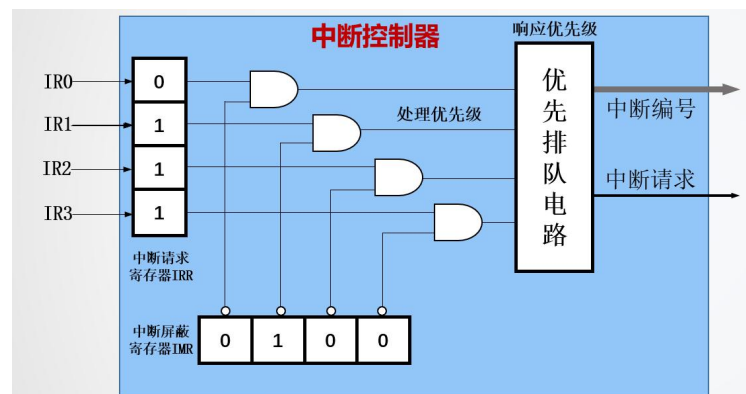 中断控制器
响应优先级
IR0
0
IR1
1
IR2
1
IR3
1
处理优先级
优先排队电路
中断编号
中断请求
中断请求
寄存器IRR
中断屏蔽
寄存器IMR
0 1 0 0